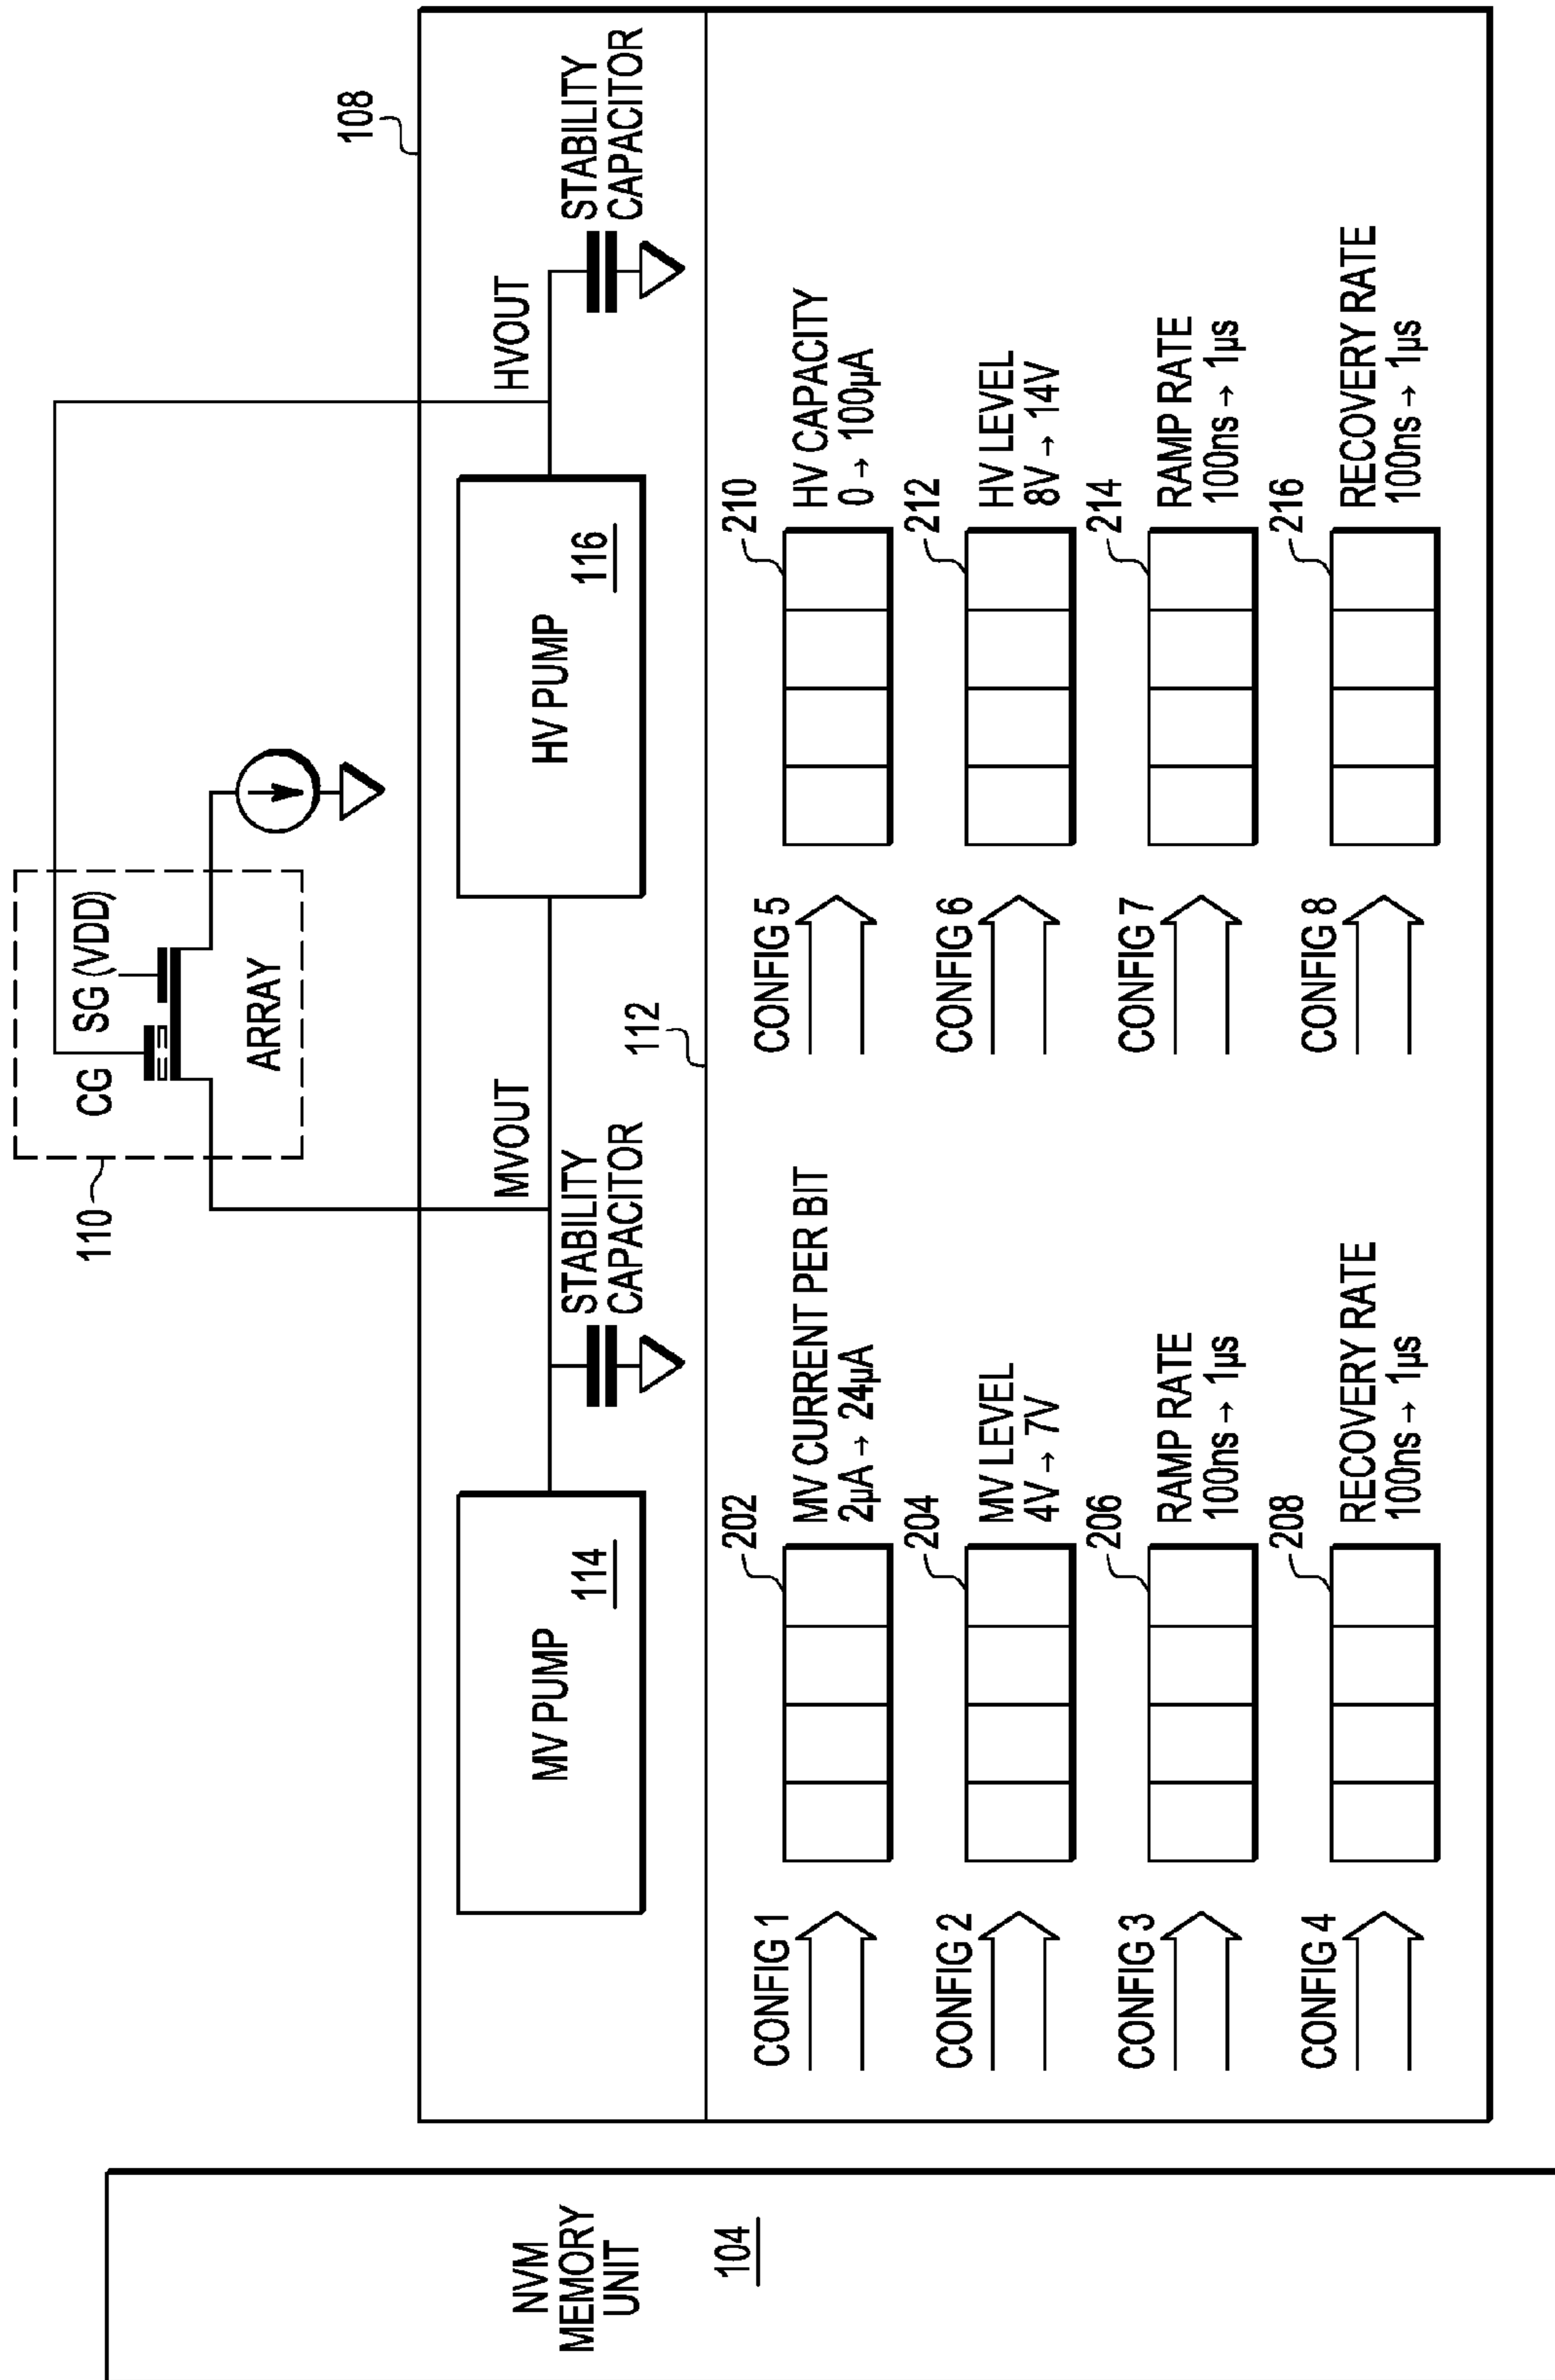 NVM
MEMORY
UNIT
104
110
CG
SG (VDD)
ARRAY
108
MV PUMP
114
MVOUT
STABILITY
CAPACITOR
HV PUMP
116
HVOUT
STABILITY
CAPACITOR
112
CONFIG 1
202
MV CURRENT PER BIT
2µA → 24µA
CONFIG 2
204
MV LEVEL
4V → 7V
CONFIG 3
206
RAMP RATE
100ns → 1µs
CONFIG 4
208
RECOVERY RATE
100ns → 1µs
CONFIG 5
210
HV CAPACITY
0 → 100µA
CONFIG 6
212
HV LEVEL
8V → 14V
CONFIG 7
214
RAMP RATE
100ns → 1µs
CONFIG 8
216
RECOVERY RATE
100ns → 1µs